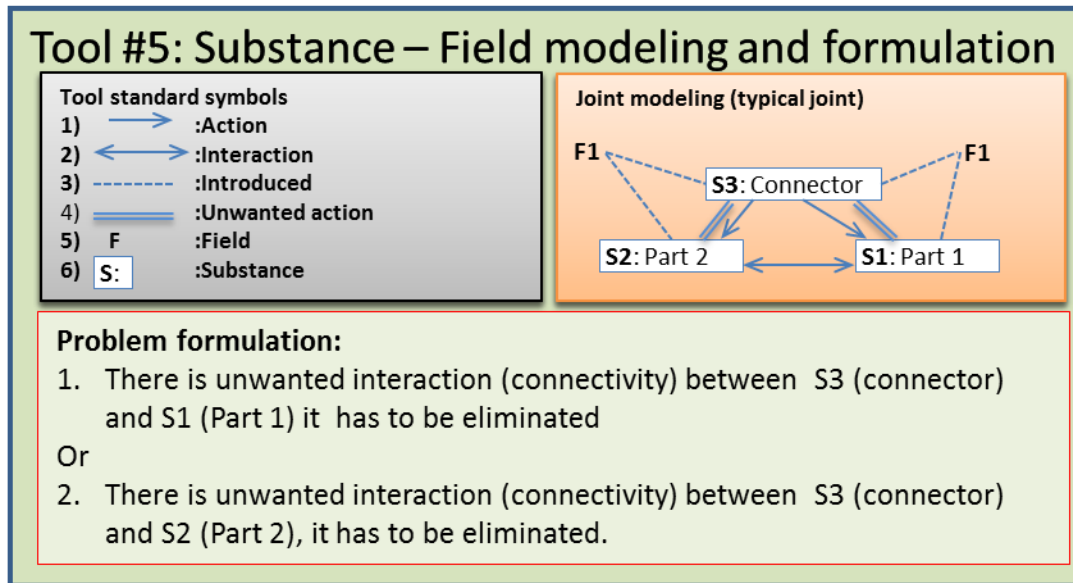 Tool #5: Substance – Field modeling and formulation
Tool standard symbols
1) :Action
2) :Interaction
3) :Introduced
4) :Unwanted action
5) F :Field
6) S: :Substance
Joint modeling (typical joint)
F1 F1
S3: Connector
S2: Part 2 S1: Part 1
Problem formulation:
1. There is unwanted interaction (connectivity) between S3 (connector)
and S1 (Part 1) it has to be eliminated
Or
2. There is unwanted interaction (connectivity) between S3 (connector)
and S2 (Part 2), it has to be eliminated.